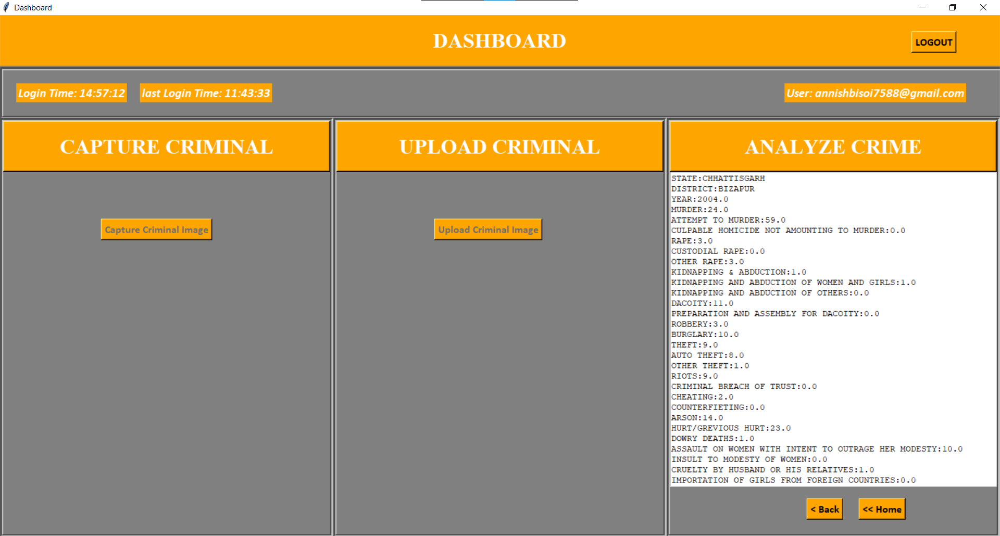 Dashboard
DASHBOARD
LOGOUT
Login Time: 14:57:12
last Login Time: 11:43:33
User: annishbisoi7588@gmail.com
CAPTURE CRIMINAL
Capture Criminal Image
UPLOAD CRIMINAL
Upload Criminal Image
ANALYZE CRIME
STATE:CHHATTISGARH
DISTRICT:BIZAPUR
YEAR:2004.0
MURDER:24.0
ATTEMPT TO MURDER:59.0
CULPABLE HOMICIDE NOT AMOUNTING TO MURDER:0.0
RAPE:3.0
CUSTODIAL RAPE:0.0
OTHER RAPE:3.0
KIDNAPPING & ABDUCTION:1.0
KIDNAPPING AND ABDUCTION OF WOMEN AND GIRLS:1.0
KIDNAPPING AND ABDUCTION OF OTHERS:0.0
DACOITY:11.0
PREPARATION AND ASSEMBLY FOR DACOITY:0.0
ROBBERY:3.0
BURGLARY:10.0
THEFT:9.0
AUTO THEFT:8.0
OTHER THEFT:1.0
RIOTS:9.0
CRIMINAL BREACH OF TRUST:0.0
CHEATING:2.0
COUNTERFIETING:0.0
ARSON:14.0
HURT/GREVIOUS HURT:23.0
DOWRY DEATHS:1.0
ASSAULT ON WOMEN WITH INTENT TO OUTRAGE HER MODESTY:10.0
INSULT TO MODESTY OF WOMEN:0.0
CRUELTY BY HUSBAND OR HIS RELATIVES:1.0
IMPORTATION OF GIRLS FROM FOREIGN COUNTRIES:0.0
< Back
<< Home